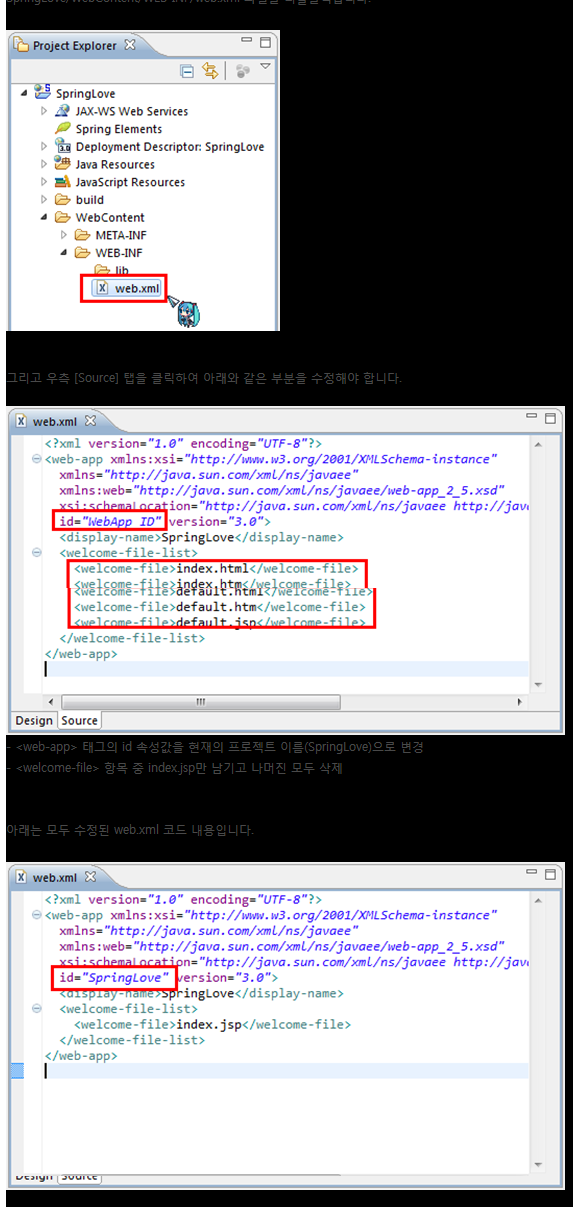 SpringLove/WebContent/WEB-INF/web.xml 파일을 더블클릭합니다.
Project Explorer
SpringLove
JAX-WS Web Services
Spring Elements
3.0 Deployment Descriptor: SpringLove
Java Resources
JavaScript Resources
build
WebContent
META-INF
WEB-INF
lib
web.xml
그리고 우측 [Source] 탭을 클릭하여 아래와 같은 부분을 수정해야 합니다.
web.xml
<?xml version="1.0" encoding="UTF-8"?>
<web-app xmlns:xsi="http://www.w3.org/2001/XMLSchema-instance"
xmlns="http://java.sun.com/xml/ns/javaee"
xmlns:web="http://java.sun.com/xml/ns/javaee/web-app_2_5.xsd"
xsi:schemaLocation="http://java.sun.com/xml/ns/javaee http://java
id="WebApp_ID" version="3.0">
<display-name>SpringLove</display-name>
<welcome-file-list>
<welcome-file>index.html</welcome-file>
<welcome-file>index.htm</welcome-file>
<welcome-file>default.html</welcome-file>
<welcome-file>default.htm</welcome-file>
<welcome-file>default.jsp</welcome-file>
</welcome-file-list>
</web-app>
Design Source
- <web-app> 태그의 id 속성값을 현재의 프로젝트 이름(SpringLove)으로 변경
- <welcome-file> 항목 중 index.jsp만 남기고 나머진 모두 삭제
아래는 모두 수정된 web.xml 코드 내용입니다.
web.xml
<?xml version="1.0" encoding="UTF-8"?>
<web-app xmlns:xsi="http://www.w3.org/2001/XMLSchema-instance"
xmlns="http://java.sun.com/xml/ns/javaee"
xmlns:web="http://java.sun.com/xml/ns/javaee/web-app_2_5.xsd"
xsi:schemaLocation="http://java.sun.com/xml/ns/javaee http://java
id="SpringLove" version="3.0">
<display-name>SpringLove</display-name>
<welcome-file-list>
<welcome-file>index.jsp</welcome-file>
</welcome-file-list>
</web-app>
Design Source